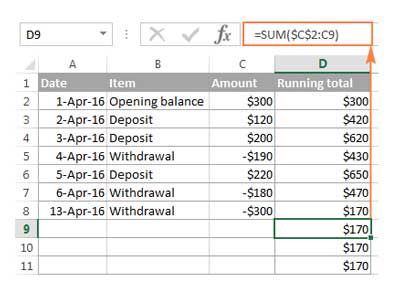 D9 fx =SUM($C$2:C9)
A B C D
1 Date Item Amount Running total
2 1-Apr-16 Opening balance $300 $300
3 2-Apr-16 Deposit $120 $420
4 3-Apr-16 Deposit $200 $620
5 4-Apr-16 Withdrawal -$190 $430
6 5-Apr-16 Deposit $220 $650
7 6-Apr-16 Withdrawal -$180 $470
8 13-Apr-16 Withdrawal -$300 $170
9 $170
10 $170
11 $170